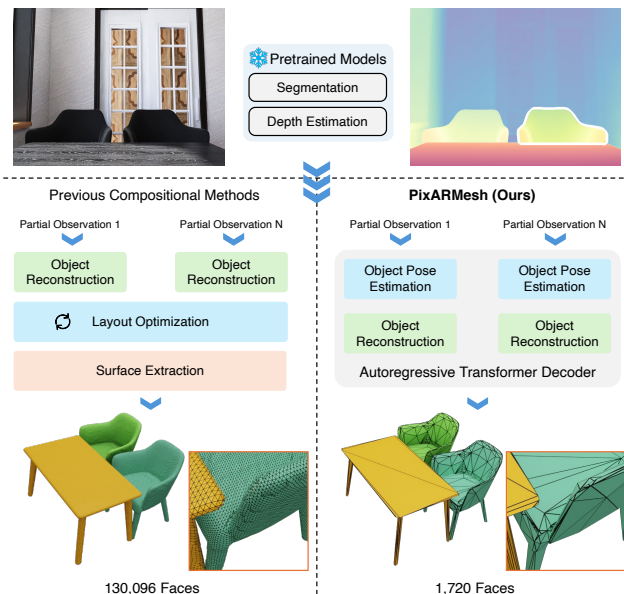 Pretrained Models
Segmentation
Depth Estimation
Previous Compositional Methods
Partial Observation 1
Partial Observation N
Object
Reconstruction
Object
Reconstruction
Layout Optimization
Surface Extraction
130,096 Faces
PixARMesh (Ours)
Partial Observation 1
Partial Observation N
Object Pose
Estimation
Object Pose
Estimation
Object
Reconstruction
Object
Reconstruction
Autoregressive Transformer Decoder
1,720 Faces